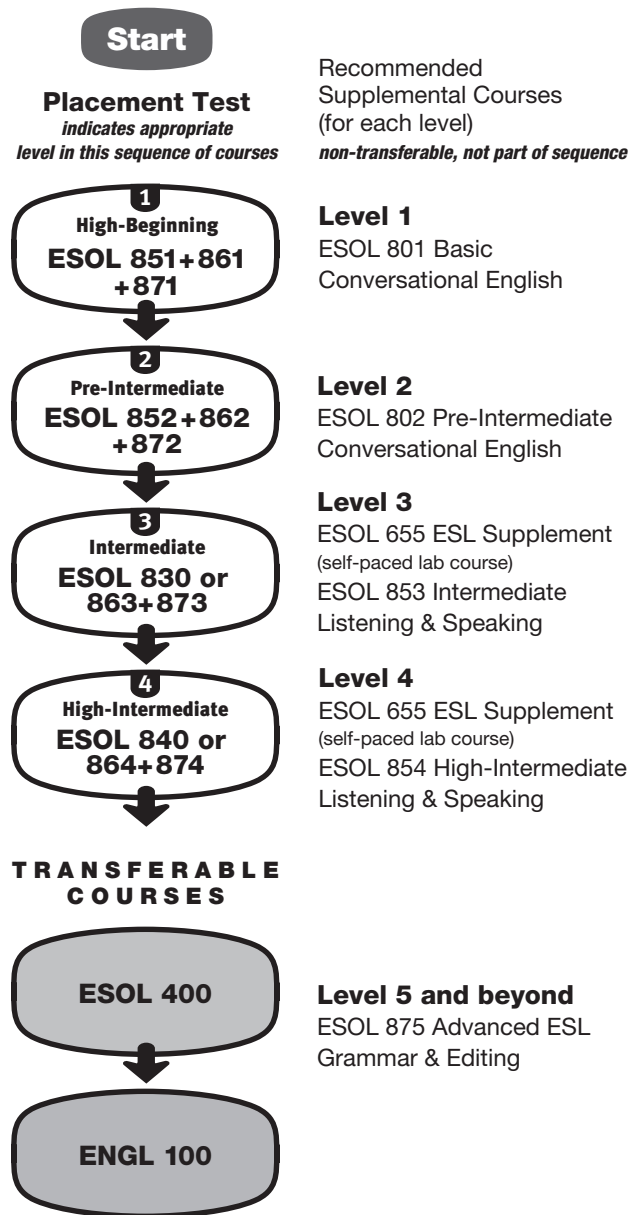 Start
Placement Test
indicates appropriate
level in this sequence of courses
Recommended
Supplemental Courses
(for each level)
non-transferable, not part of sequence
1
High-Beginning
ESOL 851+861
+871
Level 1
ESOL 801 Basic
Conversational English
2
Pre-Intermediate
ESOL 852+862
+872
Level 2
ESOL 802 Pre-Intermediate
Conversational English
3
Intermediate
ESOL 830 or
863+873
Level 3
ESOL 655 ESL Supplement
(self-paced lab course)
ESOL 853 Intermediate
Listening & Speaking
4
High-Intermediate
ESOL 840 or
864+874
Level 4
ESOL 655 ESL Supplement
(self-paced lab course)
ESOL 854 High-Intermediate
Listening & Speaking
TRANSFERABLE
COURSES
ESOL 400
Level 5 and beyond
ESOL 875 Advanced ESL
Grammar & Editing
ENGL 100